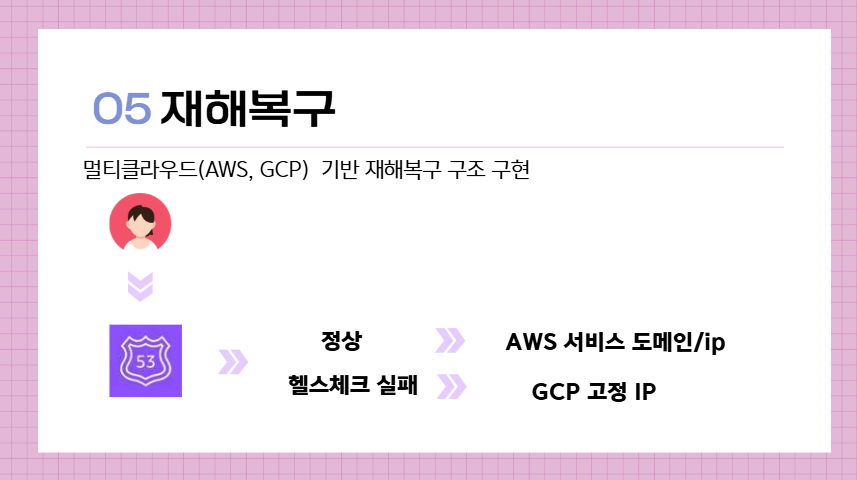 05 재해복구
멀티클라우드(AWS, GCP) 기반 재해복구 구조 구현
53
정상
AWS 서비스 도메인/ip
헬스체크 실패
GCP 고정 IP